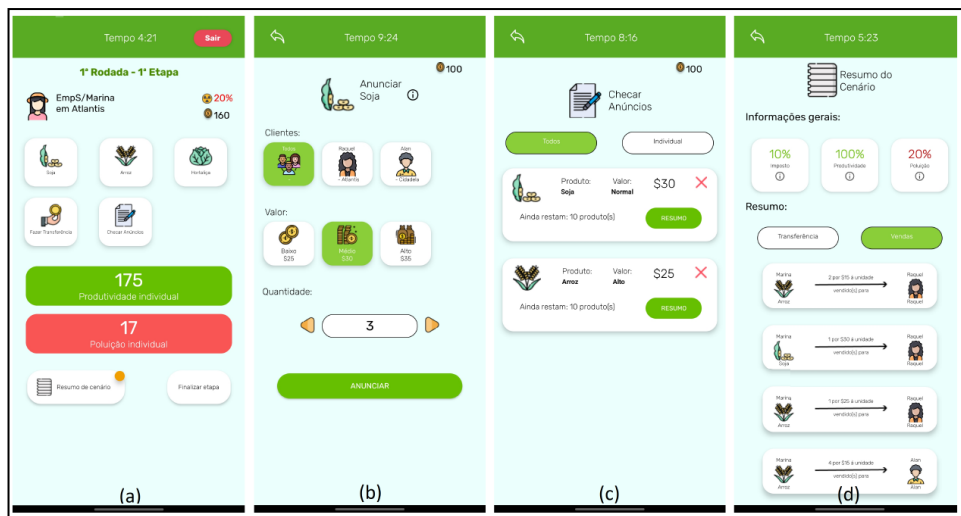 Tempo 4:21
Sair
1ª Rodada - 1ª Etapa
EmpS/Marina
em Atlantis
20%
160
Soja
Arroz
Hortaliça
Fazer Transferência
Checar Anúncios
175
Produtividade individual
17
Poluição individual
Resumo de cenário
Finalizar etapa
(a)
Tempo 9:24
100
Anunciar
Soja
Clientes:
Todos
Raquel
- Atlantis
Alan
- Cidadela
Valor:
Baixo
$25
Médio
$30
Alto
$35
Quantidade:
3
ANUNCIAR
(b)
Tempo 8:16
100
Checar
Anúncios
Todos
Individual
Produto:
Soja
Valor:
Normal
$30
Ainda restam: 10 produto(s)
RESUMO
Produto:
Arroz
Valor:
Alto
$25
Ainda restam: 10 produto(s)
RESUMO
(c)
Tempo 5:23
Resumo do
Cenário
Informações gerais:
10%
Imposto
100%
Produtividade
20%
Poluição
Resumo:
Transferência
Vendas
Marina
Arroz
2 por $15 à unidade
vendido(s) para
Raquel
Raquel
Marina
Soja
1 por $30 à unidade
vendido(s) para
Raquel
Raquel
Marina
Arroz
1 por $25 à unidade
vendido(s) para
Raquel
Raquel
Marina
Arroz
4 por $15 à unidade
vendido(s) para
Alan
Alan
(d)